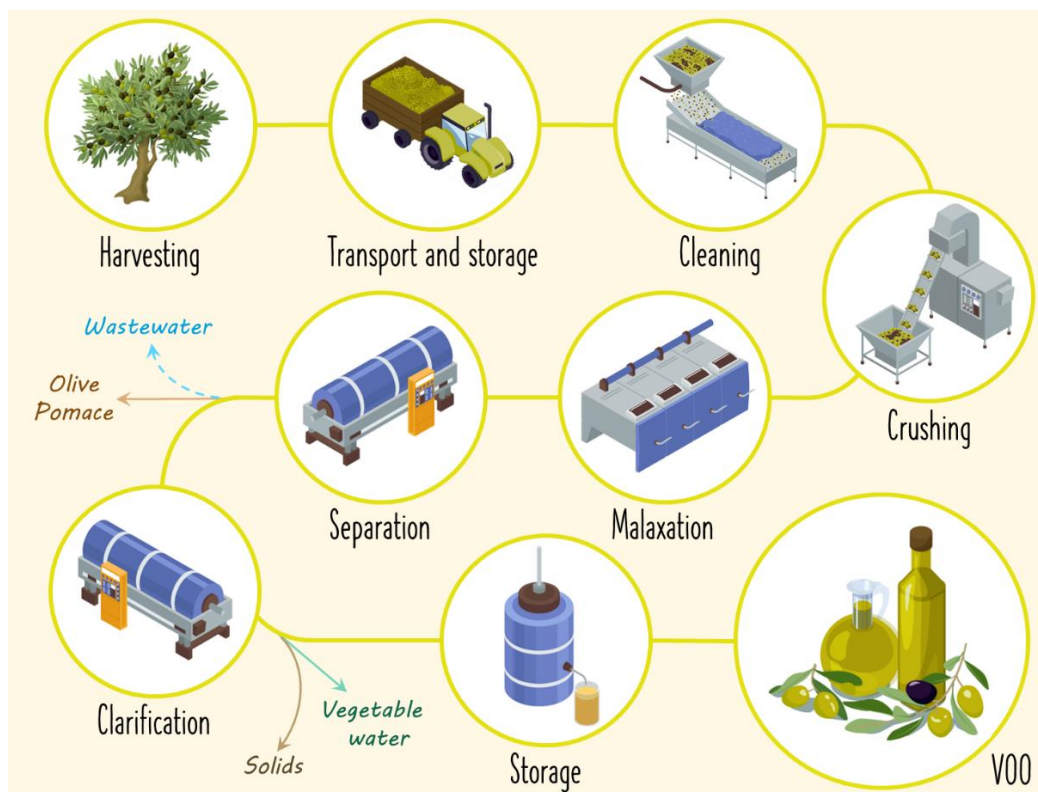 Harvesting
Transport and storage
Cleaning
Crushing
Malaxation
Separation
Wastewater
Olive
Pomace
Clarification
Solids
Vegetable
water
Storage
VOO